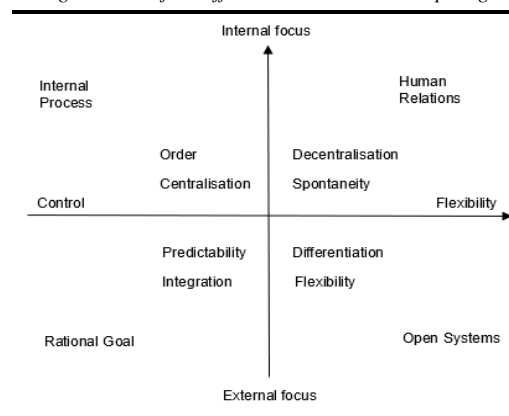 Internal focus
Internal
Process
Human
Relations
Order
Decentralisation
Centralisation
Spontaneity
Control
Flexibility
Predictability
Differentiation
Integration
Flexibility
Rational Goal
Open Systems
External focus